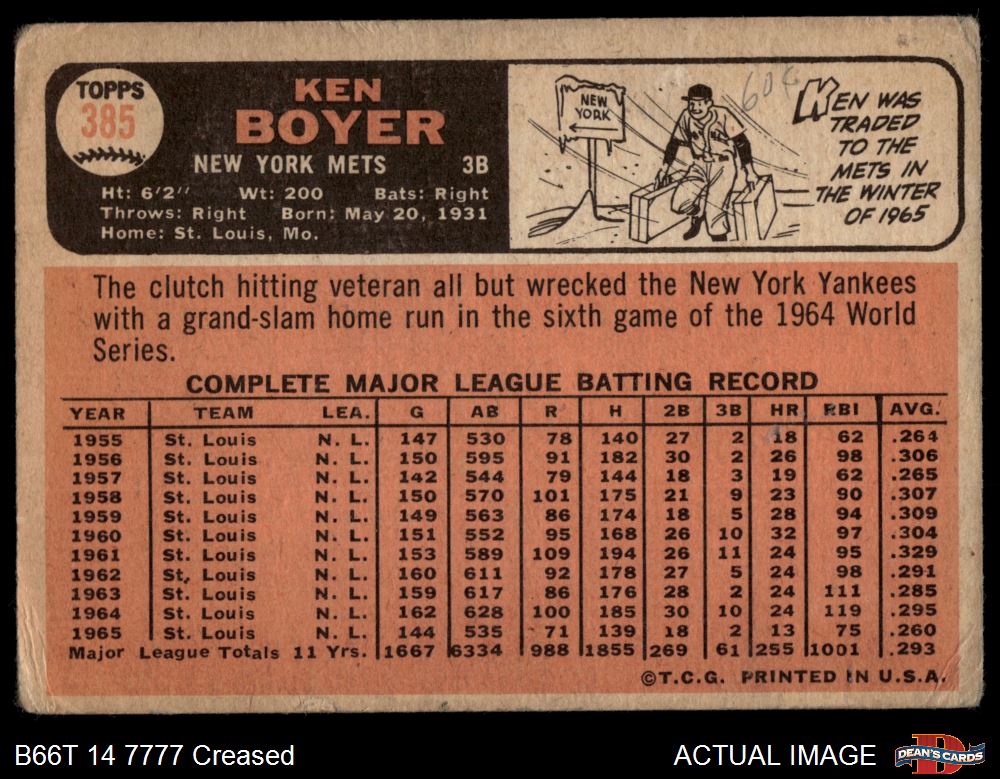 TOPPS
385
KEN
BOYER
NEW YORK METS 3B
Ht: 6'2" Wt: 200 Bats: Right
Throws: Right Born: May 20, 1931
Home: St. Louis, Mo.
NEW
YORK
60¢
KEN WAS
TRADED
TO THE
METS IN
THE WINTER
OF 1965
The clutch hitting veteran all but wrecked the New York Yankees
with a grand-slam home run in the sixth game of the 1964 World
Series.
COMPLETE MAJOR LEAGUE BATTING RECORD
YEAR TEAM LEA. G AB R H 2B 3B HR RBI AVG.
1955 St. Louis N. L. 147 530 78 140 27 2 18 62 .264
1956 St. Louis N. L. 150 595 91 182 30 2 26 98 .306
1957 St. Louis N. L. 142 544 79 144 18 3 19 62 .265
1958 St. Louis N. L. 150 570 101 175 21 9 23 90 .307
1959 St. Louis N. L. 149 563 86 174 18 5 28 94 .309
1960 St. Louis N. L. 151 552 95 168 26 10 32 97 .304
1961 St. Louis N. L. 153 589 109 194 26 11 24 95 .329
1962 St. Louis N. L. 160 611 92 178 27 5 24 98 .291
1963 St. Louis N. L. 159 617 86 176 28 2 24 111 .285
1964 St. Louis N. L. 162 628 100 185 30 10 24 119 .295
1965 St. Louis N. L. 144 535 71 139 18 2 13 75 .260
Major League Totals 11 Yrs. 1667 6334 988 1855 269 61 255 1001 .293
©T.C.G. PRINTED IN U.S.A.
B66T 14 7777 Creased
ACTUAL IMAGE
DEAN'S CARDS